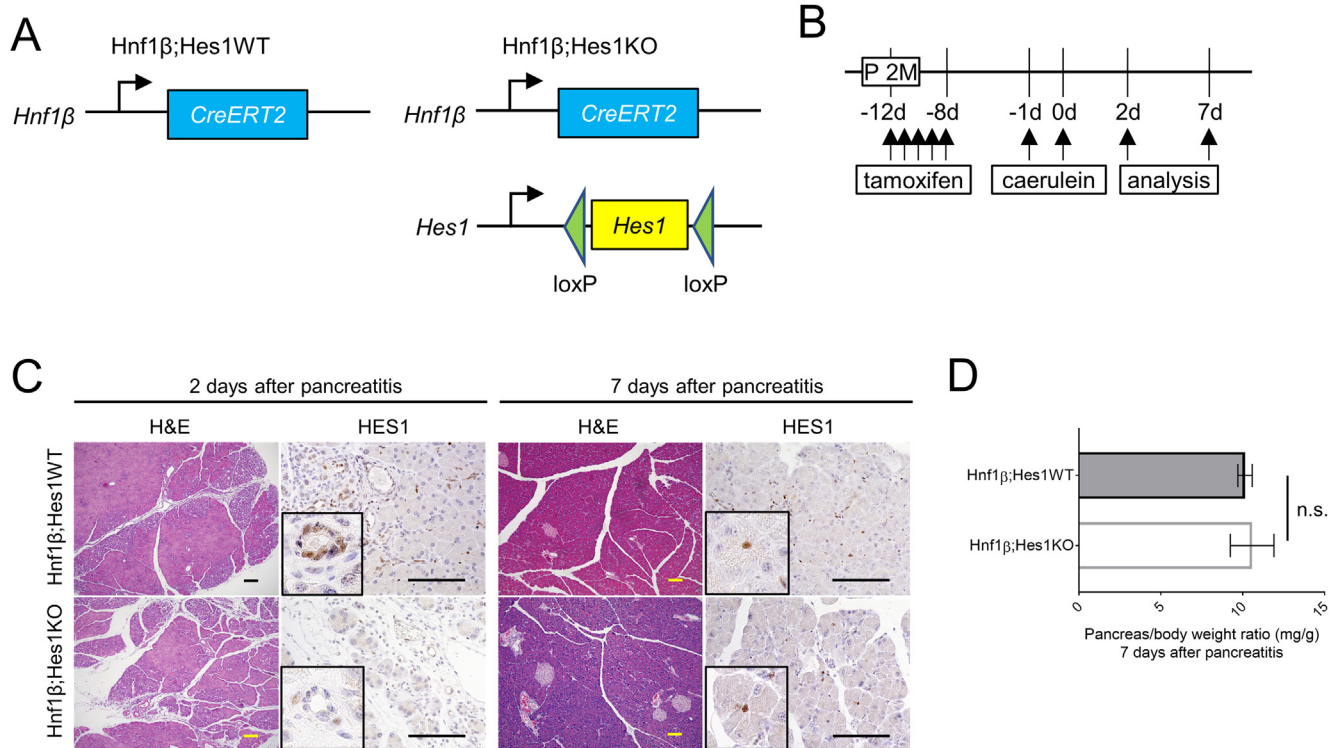 A
Hnf1β;Hes1WT
Hnf1β
CreERT2
Hnf1β;Hes1KO
Hnf1β
CreERT2
Hes1
Hes1
loxP
loxP
B
P 2M
-12d
-8d
-1d
0d
2d
7d
tamoxifen
caerulein
analysis
C
2 days after pancreatitis
7 days after pancreatitis
H&E
HES1
H&E
HES1
Hnf1β;Hes1WT
Hnf1β;Hes1KO
D
Hnf1β;Hes1WT
Hnf1β;Hes1KO
n.s.
0
5
10
15
Pancreas/body weight ratio (mg/g)
7 days after pancreatitis